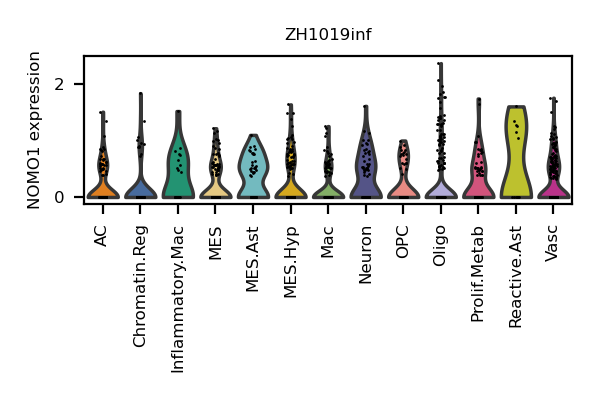 ZH1019inf
NOMO1 expression
2
0
AC
Chromatin.Reg
Inflammatory.Mac
MES
MES.Ast
MES.Hyp
Mac
Neuron
OPC
Oligo
Prolif.Metab
Reactive.Ast
Vasc